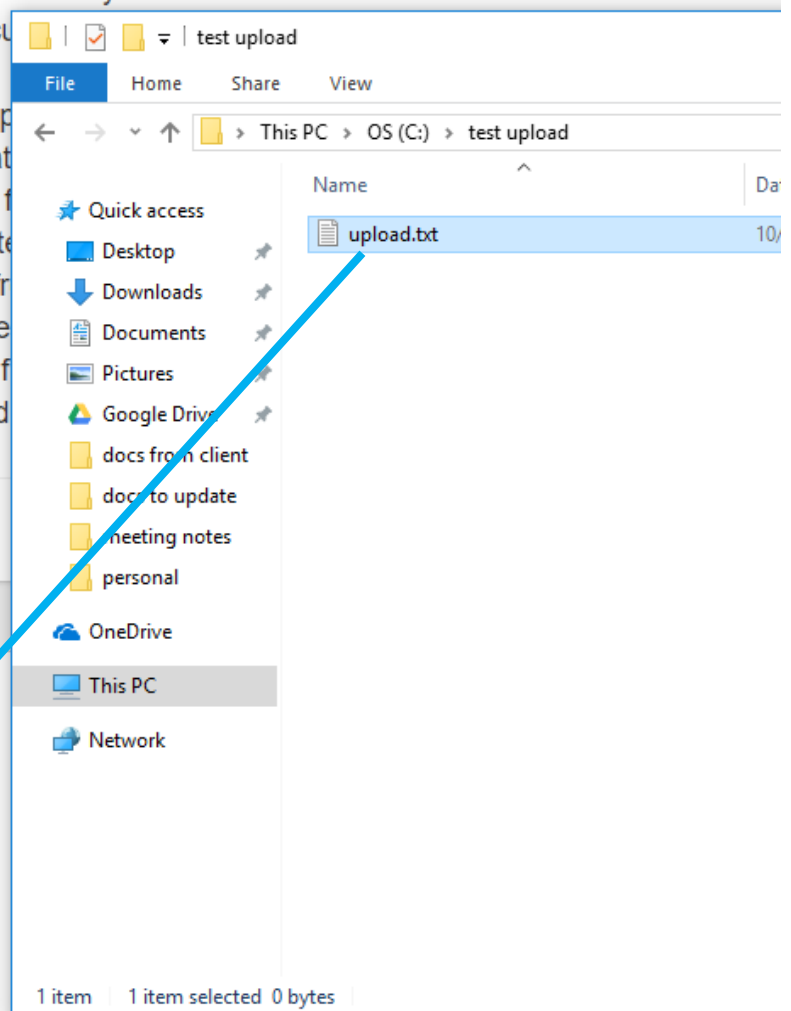 test upload
File Home Share View
This PC > OS (C:) > test upload
Name
Quick access
upload.txt 10/
Desktop
Downloads
Documents
Pictures
Google Drive
docs from client
docs to update
meeting notes
personal
OneDrive
This PC
Network
1 item 1 item selected 0 bytes